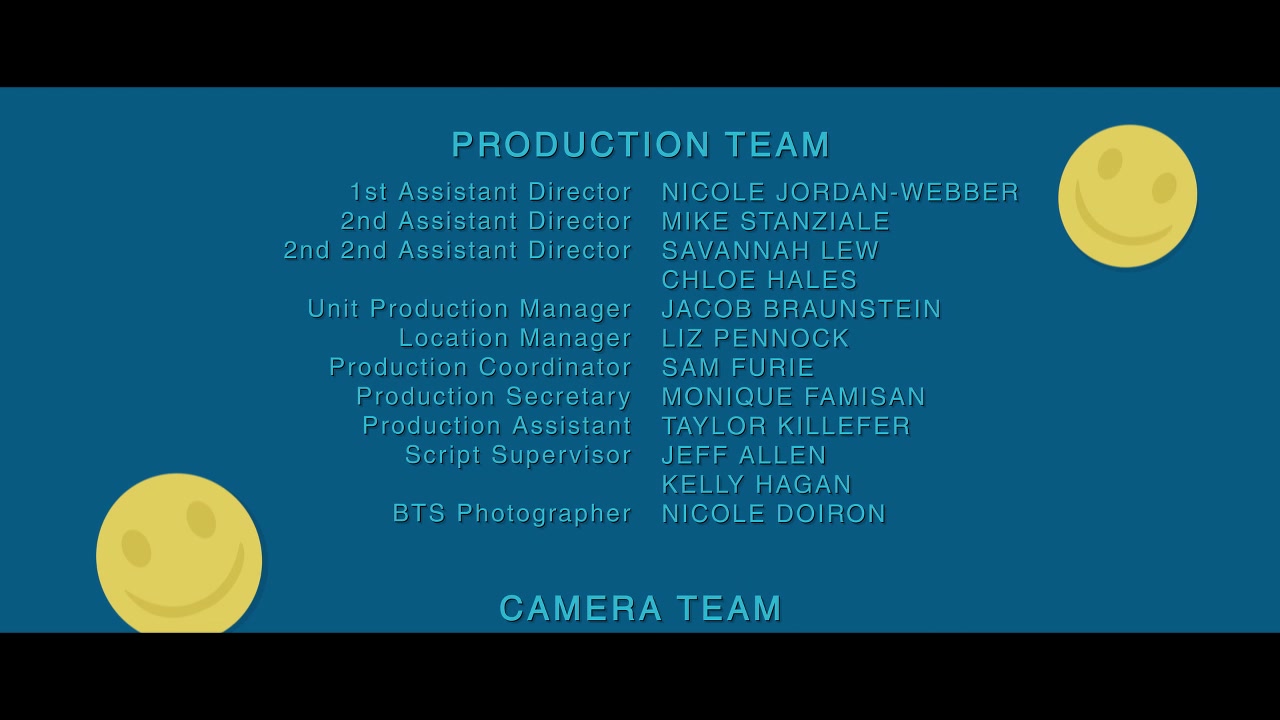 PRODUCTION TEAM
1st Assistant Director NICOLE JORDAN-WEBBER
2nd Assistant Director MIKE STANZIALE
2nd 2nd Assistant Director SAVANNAH LEW
CHLOE HALES
Unit Production Manager JACOB BRAUNSTEIN
Location Manager LIZ PENNOCK
Production Coordinator SAM FURIE
Production Secretary MONIQUE FAMISAN
Production Assistant TAYLOR KILLEFER
Script Supervisor JEFF ALLEN
KELLY HAGAN
BTS Photographer NICOLE DOIRON
CAMERA TEAM